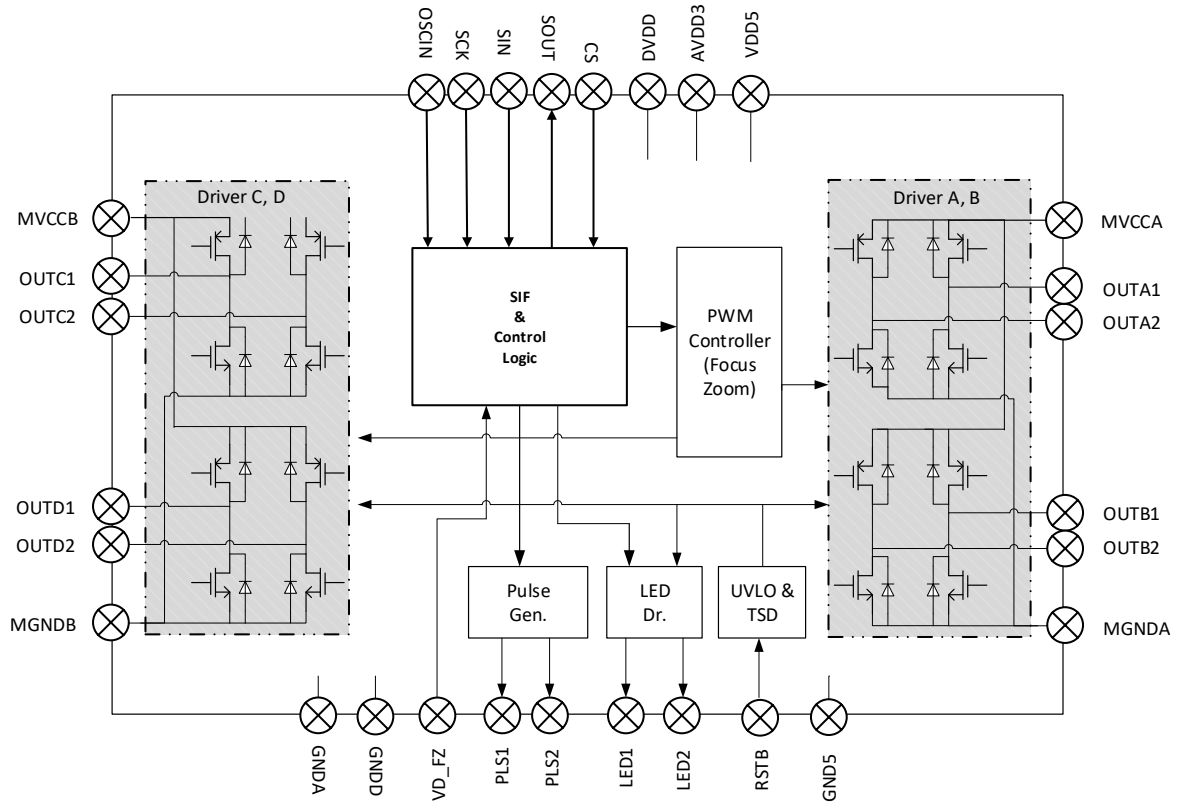 OSCIN
SCK
SIN
SOUT
CS
DVDD
AVDD3
VDD5
Driver C, D
Driver A, B
MVCCB
OUTC1
OUTC2
OUTD1
OUTD2
MGNDB
SIF
&
Control
Logic
PWM
Controller
(Focus
Zoom)
MVCCA
OUTA1
OUTA2
OUTB1
OUTB2
MGNDA
Pulse
Gen.
LED
Dr.
UVLO &
TSD
GNDA
GNDD
VD_FZ
PLS1
PLS2
LED1
LED2
RSTB
GND5